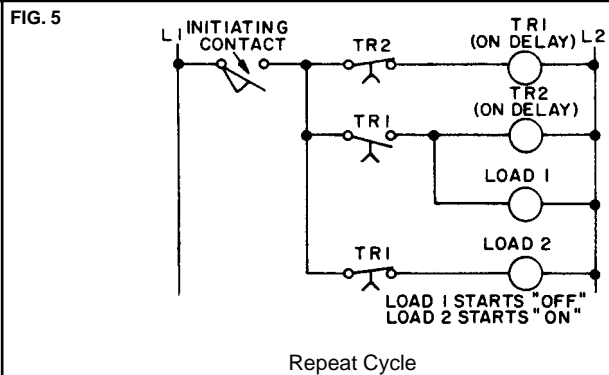 FIG. 5
L1
INITIATING
CONTACT
TR1
(ON DELAY)
L2
TR2
TR2
(ON DELAY)
TR1
LOAD 1
TR1
LOAD 2
LOAD 1 STARTS "OFF"
LOAD 2 STARTS "ON"
Repeat Cycle